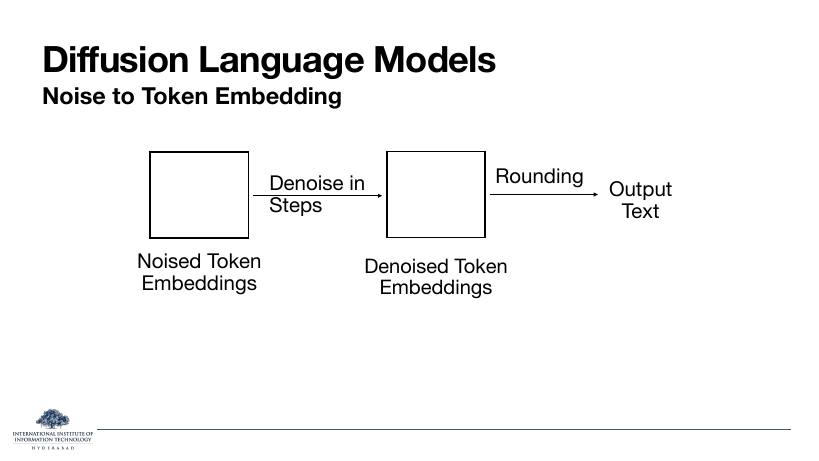 Diffusion Language Models
Noise to Token Embedding
Denoise in
Steps
Rounding
Output
Text
Noised Token
Embeddings
Denoised Token
Embeddings
INTERNATIONAL INSTITUTE OF
INFORMATION TECHNOLOGY
HYDERABAD